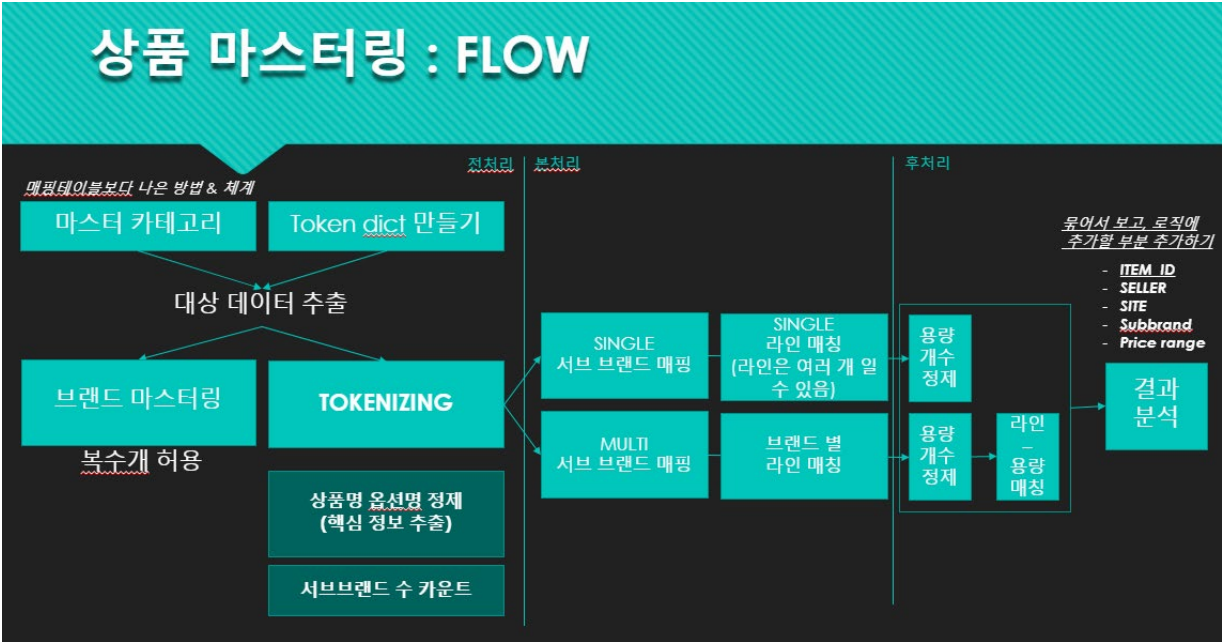 상품 마스터링 : FLOW
전처리
본처리
후처리
매핑테이블보다 나은 방법 & 체계
마스터 카테고리
Token dict 만들기
대상 데이터 추출
브랜드 마스터링
복수개 허용
TOKENIZING
상품명 옵션명 정제
(핵심 정보 추출)
서브브랜드 수 카운트
SINGLE
서브 브랜드 매핑
SINGLE
라인 매칭
(라인은 여러 개 일
수 있음)
MULTI
서브 브랜드 매핑
브랜드 별
라인 매칭
용량
개수
정제
용량
개수
정제
라인
–
용량
매칭
묶어서 보고, 로직에
추가할 부분 추가하기
- ITEM_ID
- SELLER
- SITE
- Subbrand
- Price range
결과
분석